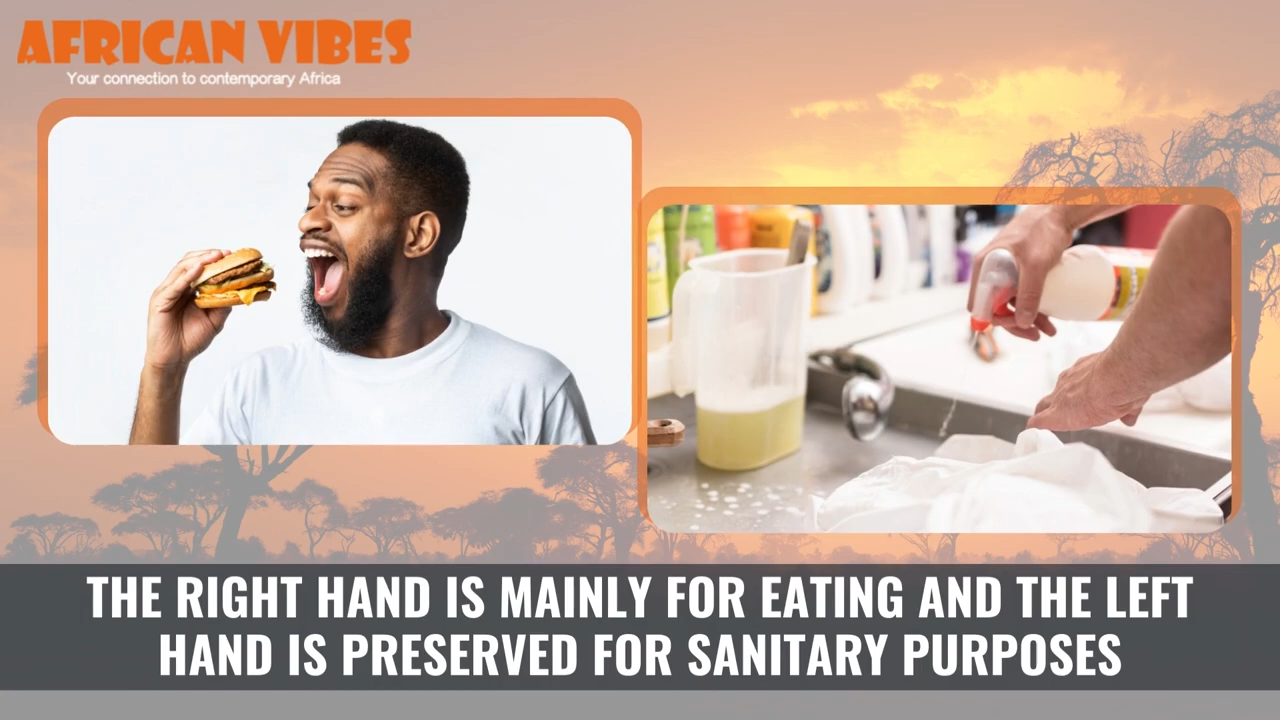 AFRICAN VIBES
Your connection to contemporary Africa
THE RIGHT HAND IS MAINLY FOR EATING AND THE LEFT
HAND IS PRESERVED FOR SANITARY PURPOSES